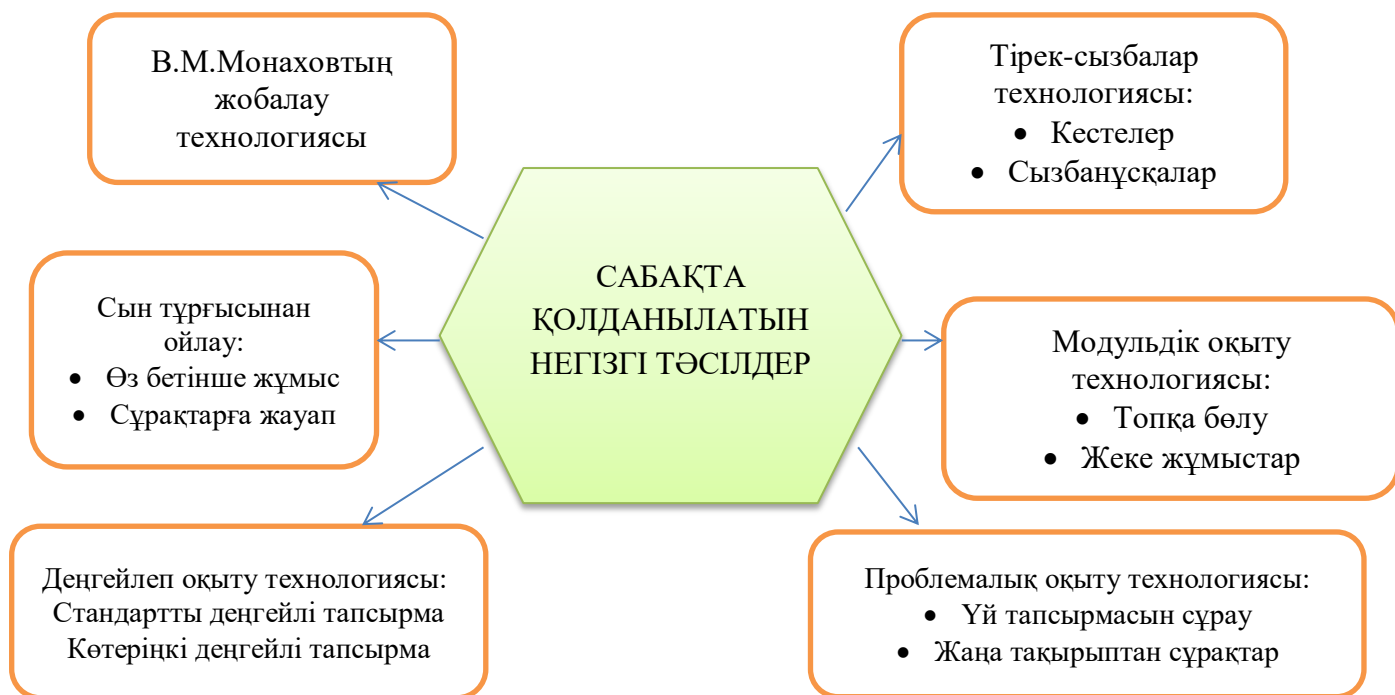 В.М.Монаховтың
жобалау
технологиясы
Тірек-сызбалар
технологиясы:
• Кестелер
• Сызбанұсқалар
САБАҚТА
ҚОЛДАНЫЛАТЫН
НЕГІЗГІ ТӘСІЛДЕР
Сын тұрғысынан
ойлау:
• Өз бетінше жұмыс
• Сұрақтарға жауап
Модульдік оқыту
технологиясы:
• Топқа бөлу
• Жеке жұмыстар
Деңгейлеп оқыту технологиясы:
Стандартты деңгейлі тапсырма
Көтеріңкі деңгейлі тапсырма
Проблемалық оқыту технологиясы:
• Үй тапсырмасын сұрау
• Жаңа тақырыптан сұрақтар